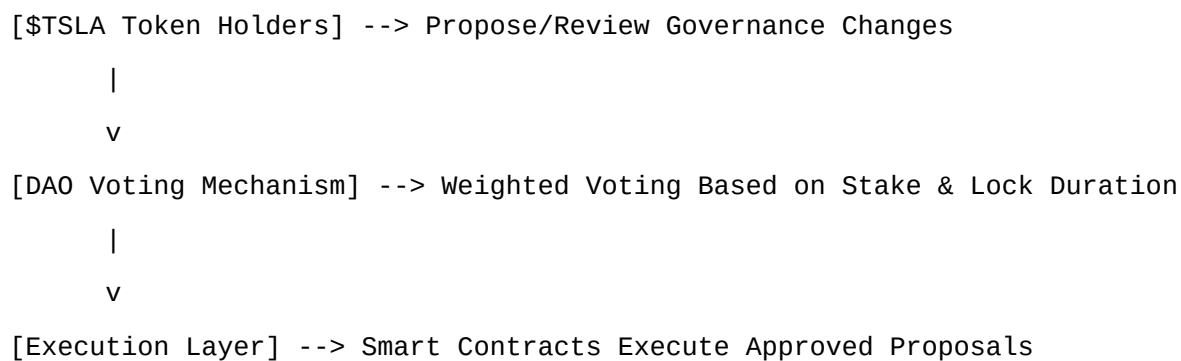 [$TSLA Token Holders] --> Propose/Review Governance Changes
|
v
[DAO Voting Mechanism] --> Weighted Voting Based on Stake & Lock Duration
|
v
[Execution Layer] --> Smart Contracts Execute Approved Proposals